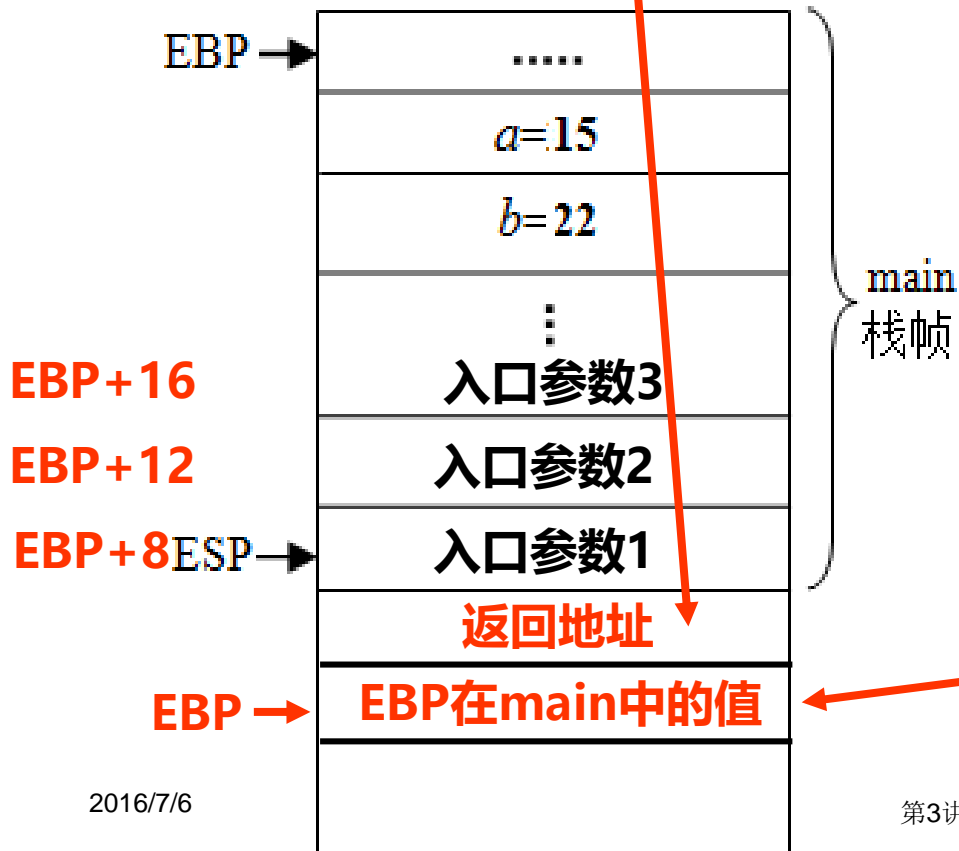 EBP
.....
a=15
b=22
⋮
main
栈帧
EBP+16
入口参数3
EBP+12
入口参数2
EBP+8 ESP
入口参数1
返回地址
EBP
EBP在main中的值
2016/7/6
第3讲